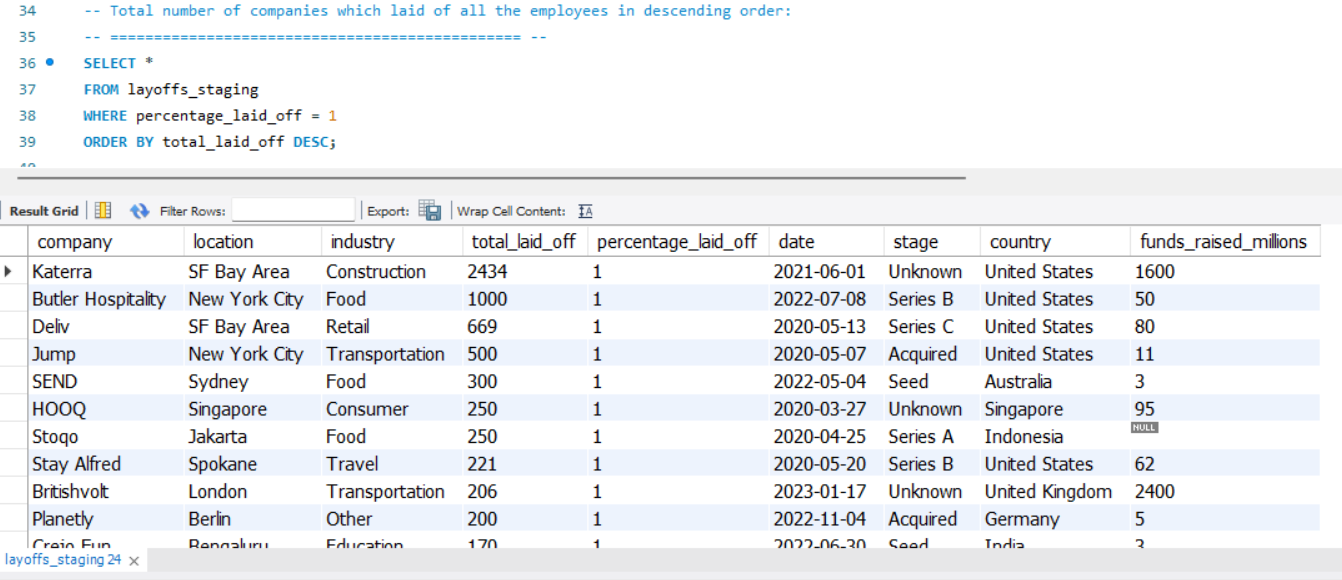 34 -- Total number of companies which laid of all the employees in descending order:
35 -- =============================================== --
36 SELECT *
37 FROM layoffs_staging
38 WHERE percentage_laid_off = 1
39 ORDER BY total_laid_off DESC;
40
Result Grid Filter Rows: Export: Wrap Cell Content: IA
company location industry total_laid_off percentage_laid_off date stage country funds_raised_millions
Katerra SF Bay Area Construction 2434 1 2021-06-01 Unknown United States 1600
Butler Hospitality New York City Food 1000 1 2022-07-08 Series B United States 50
Deliv SF Bay Area Retail 669 1 2020-05-13 Series C United States 80
Jump New York City Transportation 500 1 2020-05-07 Acquired United States 11
SEND Sydney Food 300 1 2022-05-04 Seed Australia 3
HOOQ Singapore Consumer 250 1 2020-03-27 Unknown Singapore 95
Stoqo Jakarta Food 250 1 2020-04-25 Series A Indonesia NULL
Stay Alfred Spokane Travel 221 1 2020-05-20 Series B United States 62
Britishvolt London Transportation 206 1 2023-01-17 Unknown United Kingdom 2400
Planetly Berlin Other 200 1 2022-11-04 Acquired Germany 5
Crejo Fun Bengaluru Education 170 1 2022-06-30 Seed India 3
layoffs_staging 24